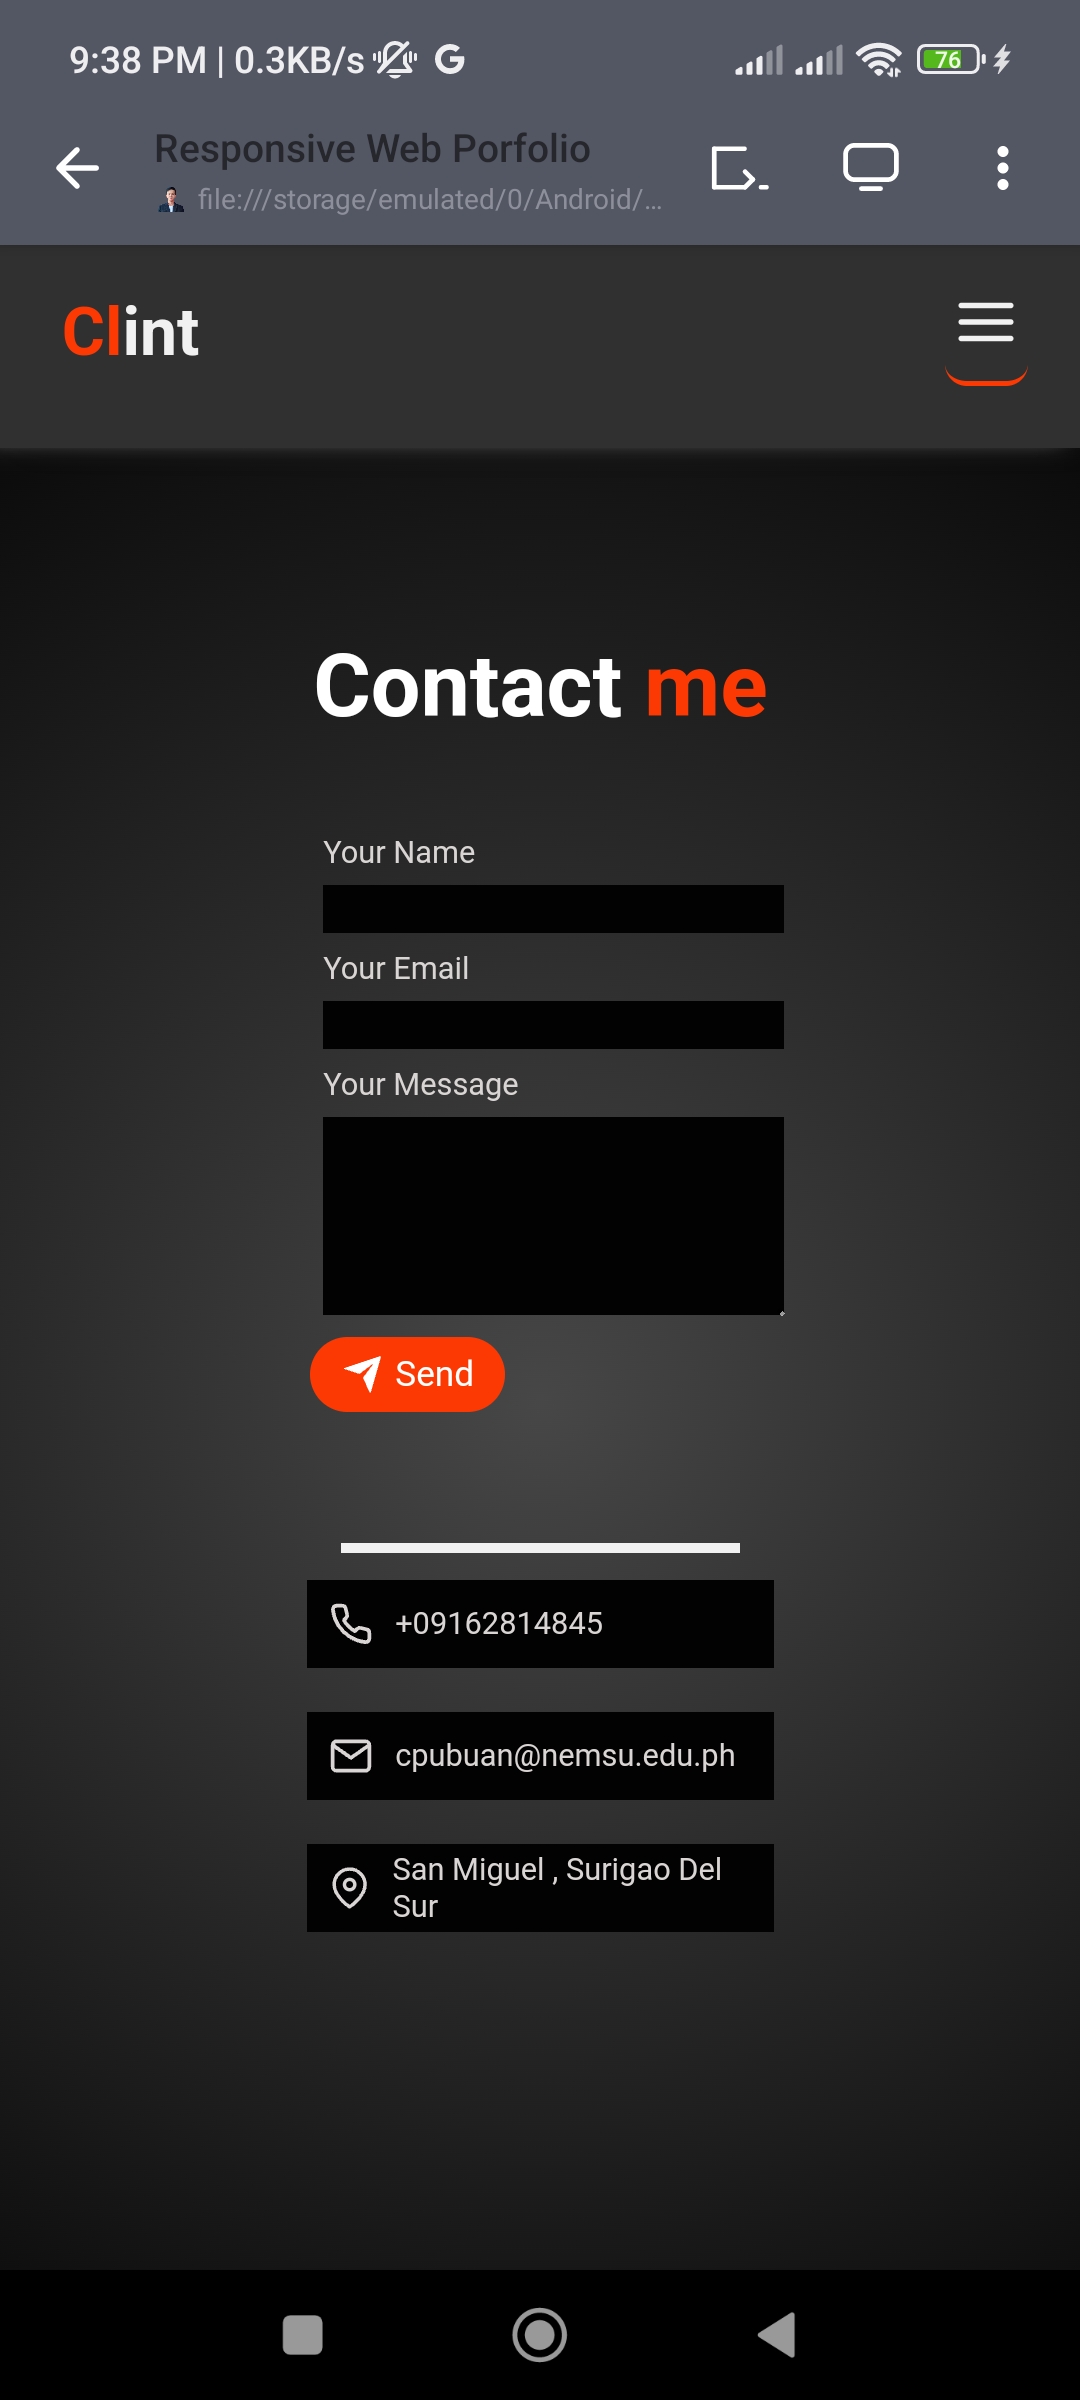 9:38 PM | 0.3KB/s
76
Responsive Web Porfolio
file:///storage/emulated/0/Android/...
Clint
Contact me
Your Name
Your Email
Your Message
Send
+09162814845
cpubuan@nemsu.edu.ph
San Miguel , Surigao Del
Sur